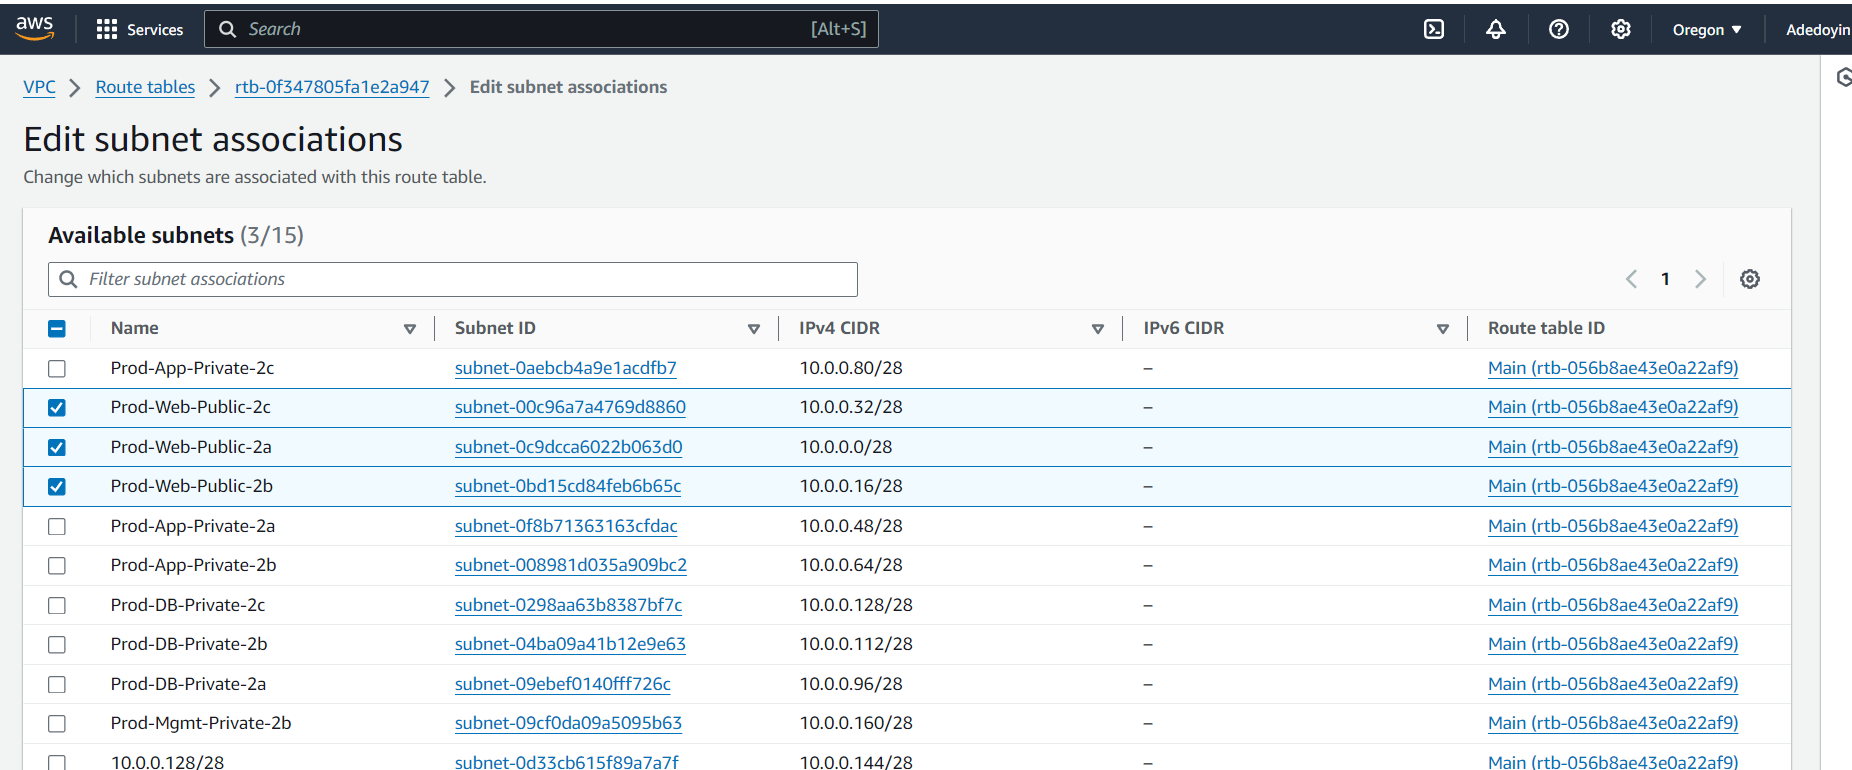 aws Services Search [Alt+S] Oregon Adedoyin
VPC Route tables rtb-0f347805fa1e2a947 Edit subnet associations
Edit subnet associations
Change which subnets are associated with this route table.
Available subnets (3/15)
Filter subnet associations 1
Name Subnet ID IPv4 CIDR IPv6 CIDR Route table ID
Prod-App-Private-2c subnet-0aebcb4a9e1acdfb7 10.0.0.80/28 – Main (rtb-056b8ae43e0a22af9)
Prod-Web-Public-2c subnet-00c96a7a4769d8860 10.0.0.32/28 – Main (rtb-056b8ae43e0a22af9)
Prod-Web-Public-2a subnet-0c9dcca6022b063d0 10.0.0.0/28 – Main (rtb-056b8ae43e0a22af9)
Prod-Web-Public-2b subnet-0bd15cd84feb6b65c 10.0.0.16/28 – Main (rtb-056b8ae43e0a22af9)
Prod-App-Private-2a subnet-0f8b71363163cfdac 10.0.0.48/28 – Main (rtb-056b8ae43e0a22af9)
Prod-App-Private-2b subnet-008981d035a909bc2 10.0.0.64/28 – Main (rtb-056b8ae43e0a22af9)
Prod-DB-Private-2c subnet-0298aa63b8387bf7c 10.0.0.128/28 – Main (rtb-056b8ae43e0a22af9)
Prod-DB-Private-2b subnet-04ba09a41b12e9e63 10.0.0.112/28 – Main (rtb-056b8ae43e0a22af9)
Prod-DB-Private-2a subnet-09ebef0140fff726c 10.0.0.96/28 – Main (rtb-056b8ae43e0a22af9)
Prod-Mgmt-Private-2b subnet-09cf0da09a5095b63 10.0.0.160/28 – Main (rtb-056b8ae43e0a22af9)
10.0.0.128/28 subnet-0d33cb615f89a7a7f 10.0.0.144/28 – Main (rtb-056b8ae43e0a22af9)